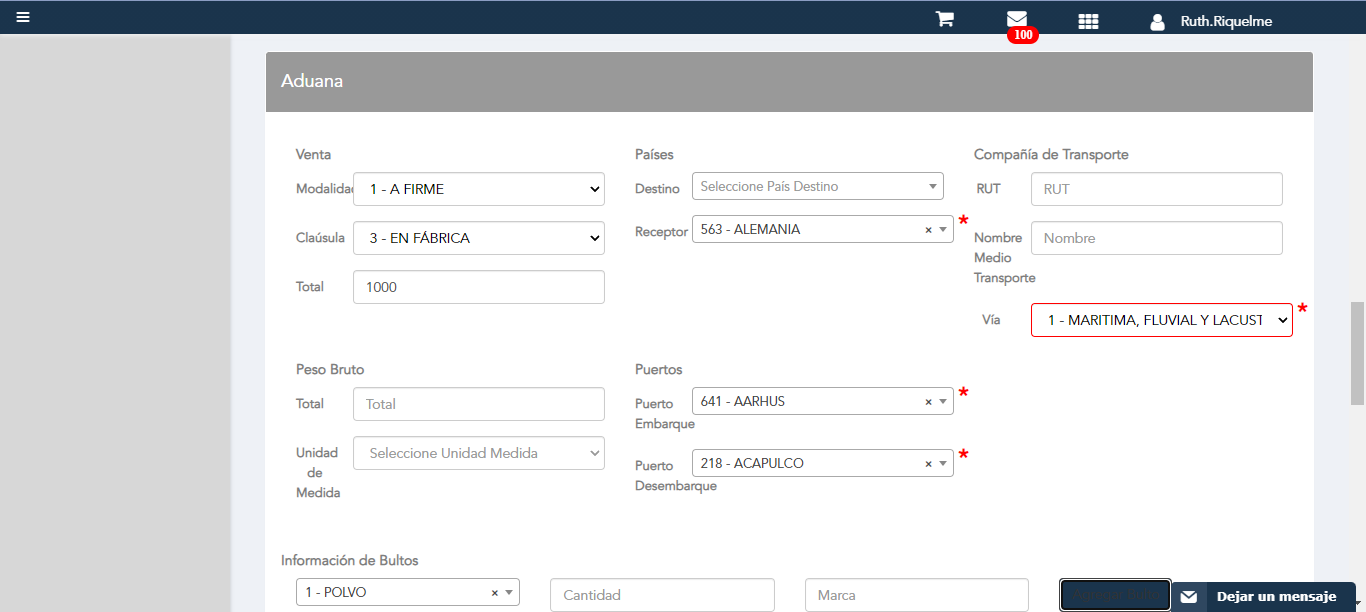 Ruth.Riquelme
100
Aduana
Venta
Países
Compañía de Transporte
Modalidad 1 - A FIRME
Destino Seleccione País Destino
RUT RUT
Receptor 563 - ALEMANIA × *
Claúsula 3 - EN FÁBRICA
Nombre Medio Transporte Nombre
Total 1000
Vía 1 - MARITIMA, FLUVIAL Y LACUST *
Peso Bruto
Puertos
Total Total
Puerto Embarque 641 - AARHUS × *
Unidad de Medida Seleccione Unidad Medida
Puerto Desembarque 218 - ACAPULCO × *
Información de Bultos
1 - POLVO × Cantidad Marca
Dejar un mensaje